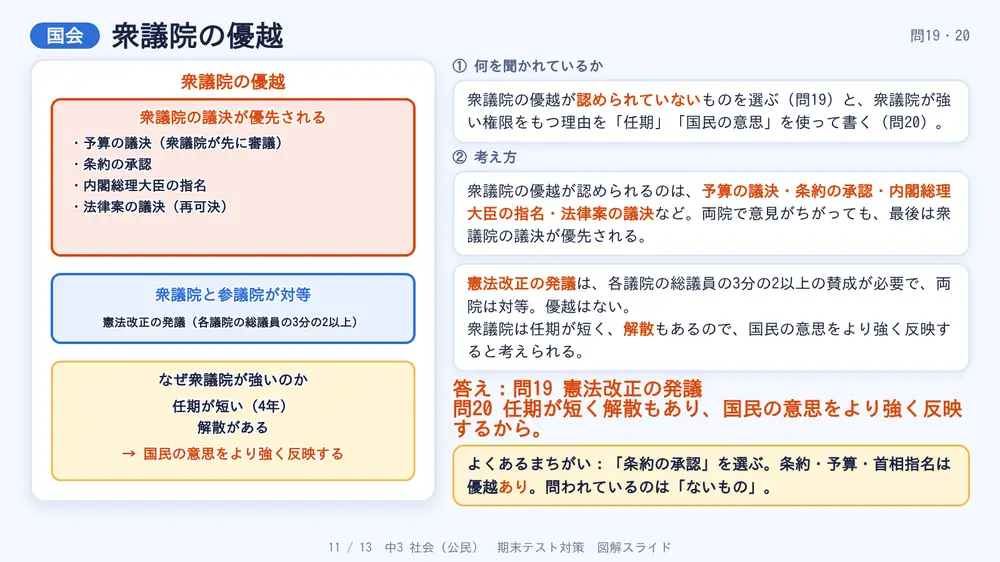 国会 衆議院の優越
問19・20
衆議院の優越
衆議院の議決が優先される
・予算の議決（衆議院が先に審議）
・条約の承認
・内閣総理大臣の指名
・法律案の議決（再可決）
衆議院と参議院が対等
憲法改正の発議（各議院の総議員の3分の2以上）
なぜ衆議院が強いのか
任期が短い（4年）
解散がある
→ 国民の意思をより強く反映する
① 何を聞かれているか
衆議院の優越が認められていないものを選ぶ（問19）と、衆議院が強
い権限をもつ理由を「任期」「国民の意思」を使って書く（問20）。
② 考え方
衆議院の優越が認められるのは、予算の議決・条約の承認・内閣総理
大臣の指名・法律案の議決など。両院で意見がちがっても、最後は衆
議院の議決が優先される。
憲法改正の発議は、各議院の総議員の3分の2以上の賛成が必要で、両
院は対等。優越はない。
衆議院は任期が短く、解散もあるので、国民の意思をより強く反映す
ると考えられる。
答え：問19 憲法改正の発議
問20 任期が短く解散もあり、国民の意思をより強く反映
するから。
よくあるまちがい：「条約の承認」を選ぶ。条約・予算・首相指名は
優越あり。問われているのは「ないもの」。
11 / 13 中3 社会（公民） 期末テスト対策 図解スライド